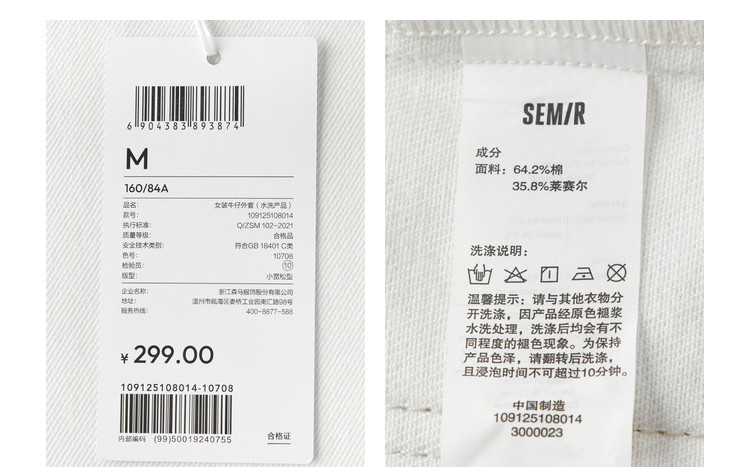 6 904383 893874
M
160/84A
品名: 女装牛仔外套（水洗产品）
款号: 109125108014
执行标准: Q/ZSM 102-2021
质量等级: 合格品
安全技术类别: 符合GB 18401 C类
色号: 10708
检验员: ⑩
版型: 小宽松型
企业名称: 浙江森马服饰股份有限公司
地址: 温州市瓯海区娄桥工业园南汇路98号
服务热线: 400-8877-588
¥ 299.00
109125108014-10708
内部编码 (99)50019240755
合格证
SEMIR
成分
面料: 64.2%棉
35.8%莱赛尔
洗涤说明:
温馨提示: 请与其他衣物分
开洗涤，因产品经原色褪浆
水洗处理，洗涤后均会有不
同程度的褪色现象。为保持
产品色泽，请翻转后洗涤，
且浸泡时间不可超过10分钟。
中国制造
109125108014
3000023